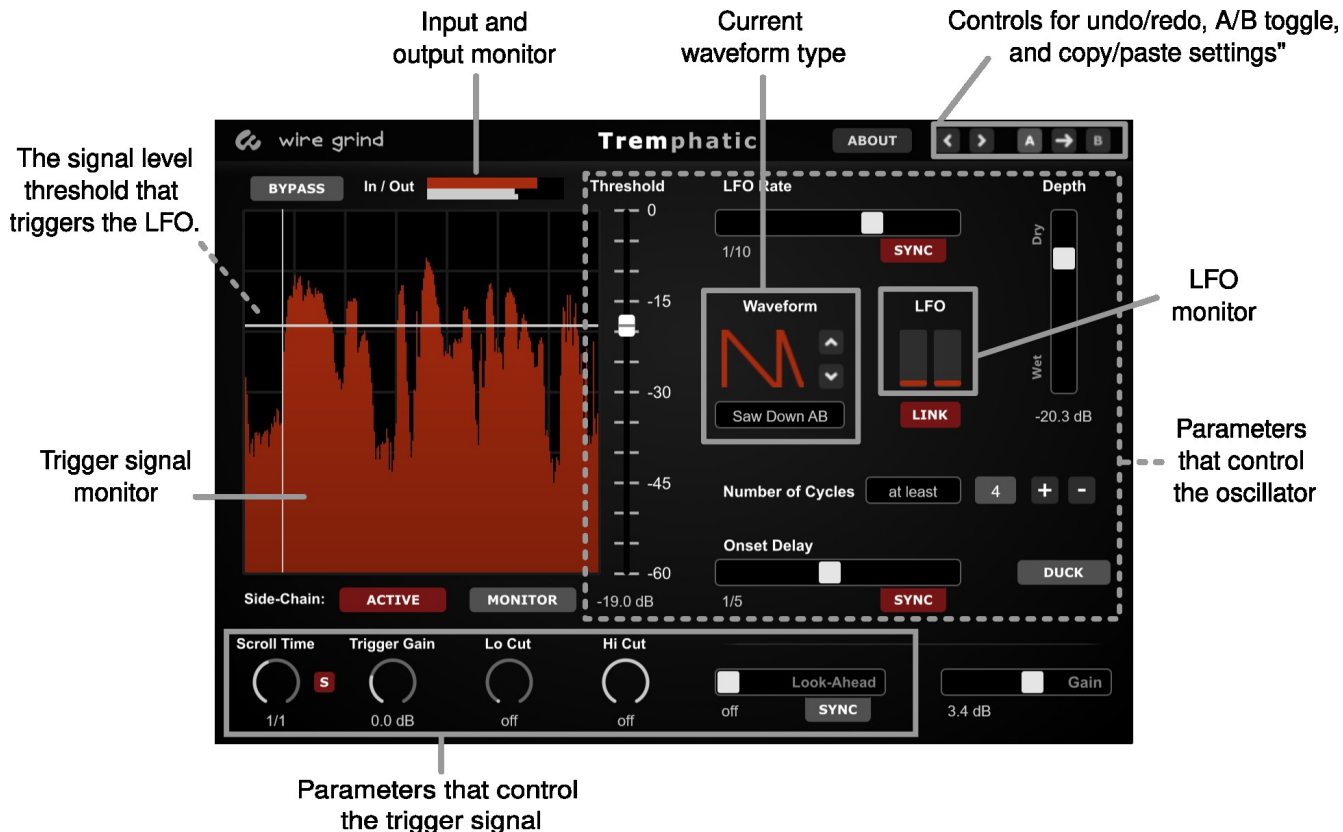 Input and
output monitor
Current
waveform type
Controls for undo/redo, A/B toggle,
and copy/paste settings"
The signal level
threshold that
triggers the LFO.
wire grind
Tremphatic
ABOUT
< > A → B
BYPASS
In / Out
Threshold
LFO Rate
Depth
0
-15
-30
-45
-60
-19.0 dB
1/10
SYNC
Dry
Wet
-20.3 dB
Waveform
Saw Down AB
LFO
LINK
LFO
monitor
Trigger signal
monitor
Parameters
that control
the oscillator
Number of Cycles
at least
4
+ -
Onset Delay
1/5
SYNC
DUCK
Side-Chain:
ACTIVE
MONITOR
Scroll Time
S
1/1
Trigger Gain
0.0 dB
Lo Cut
off
Hi Cut
off
Look-Ahead
off
SYNC
Gain
3.4 dB
Parameters that control
the trigger signal